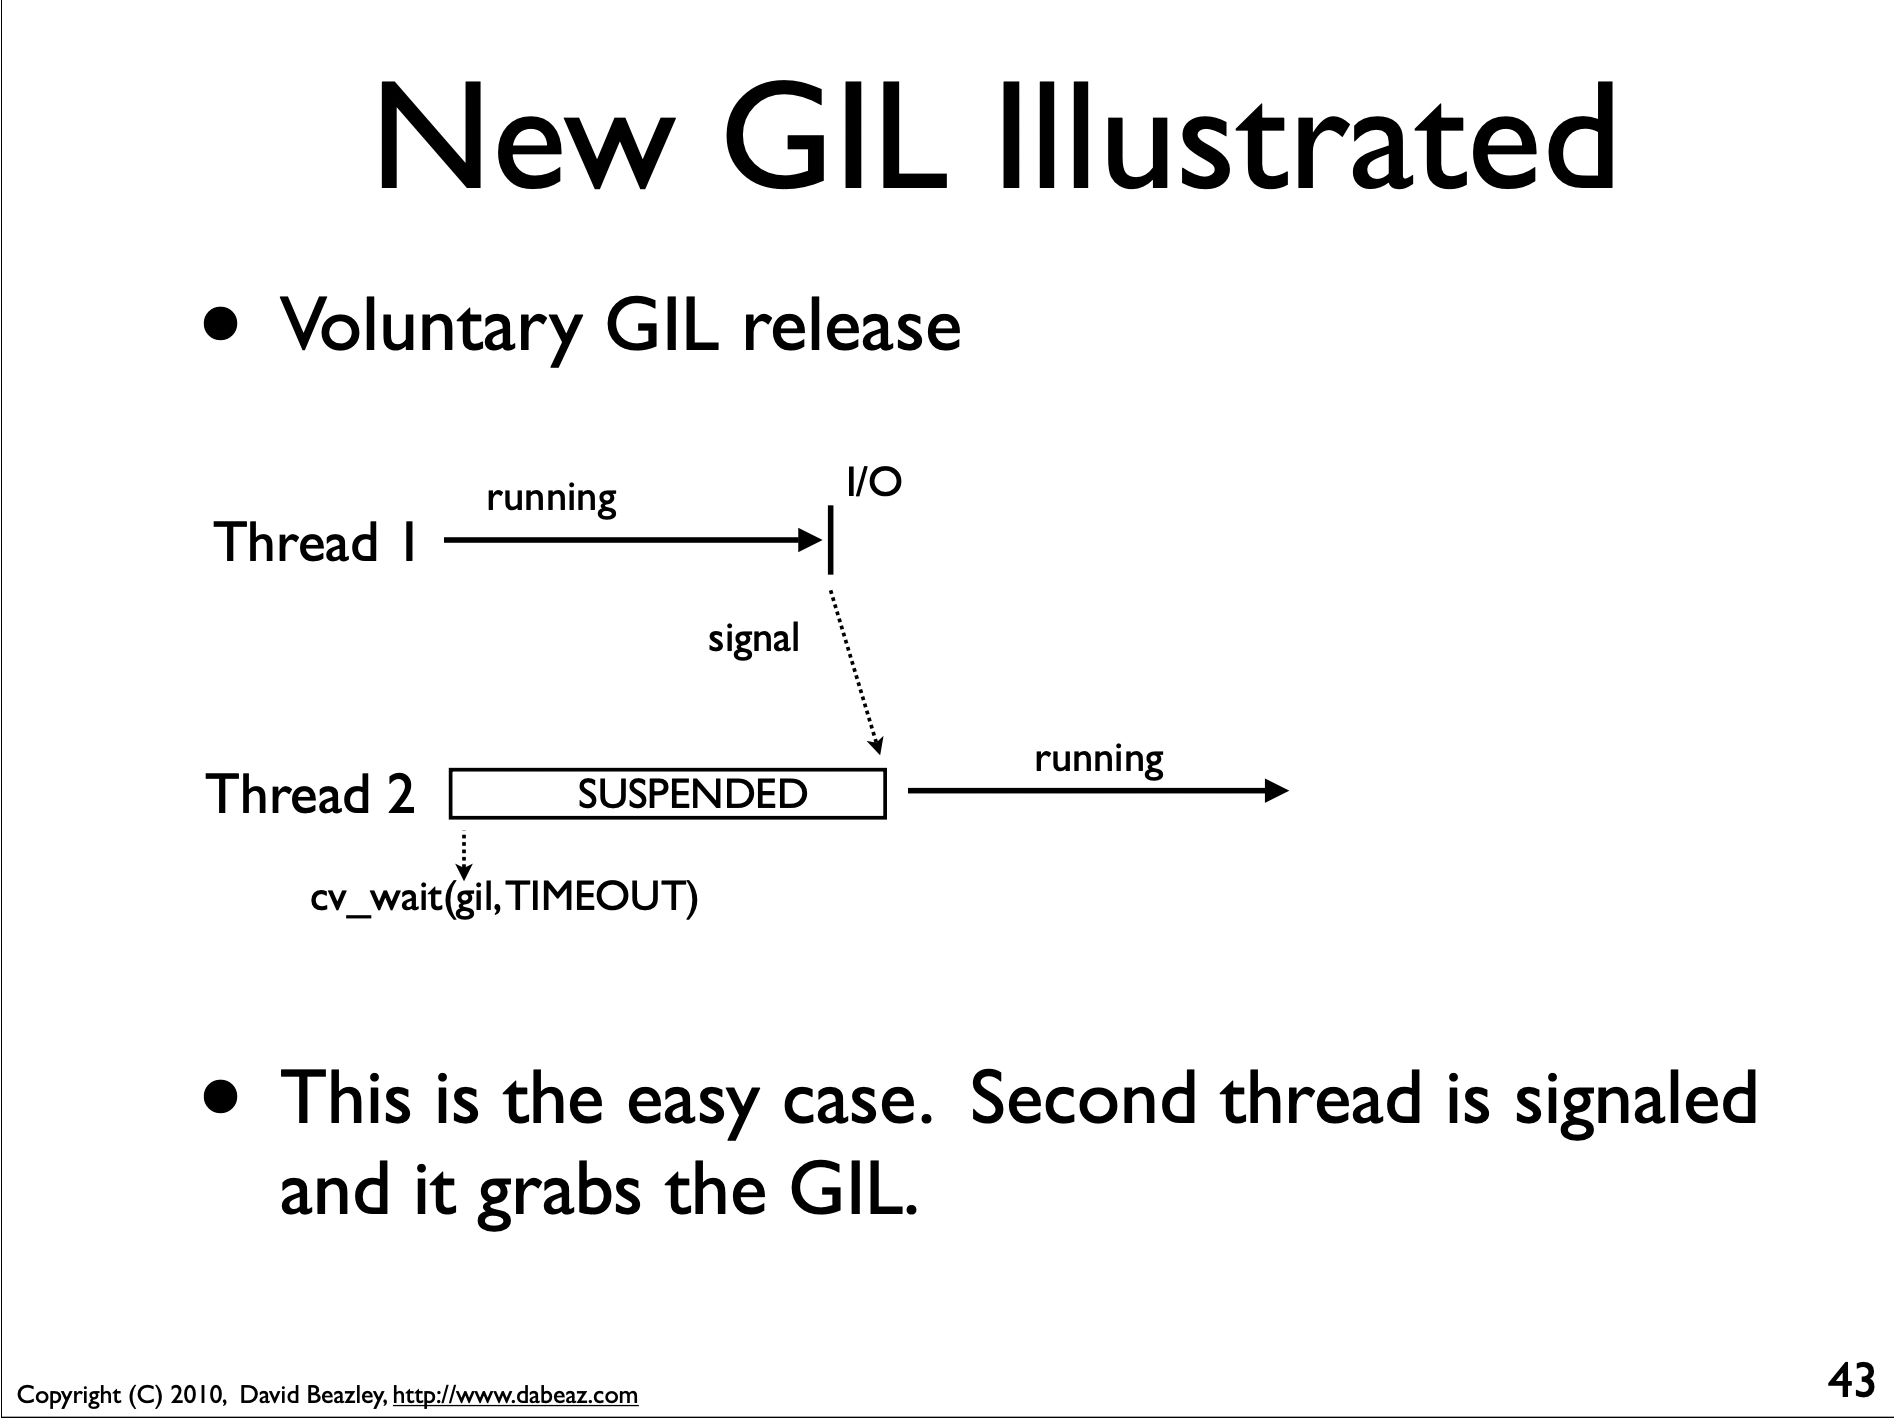 New GIL Illustrated
• Voluntary GIL release
I/O
running
Thread 1
signal
running
Thread 2
SUSPENDED
cv_wait(gil, TIMEOUT)
• This is the easy case. Second thread is signaled
and it grabs the GIL.
Copyright (C) 2010, David Beazley, http://www.dabeaz.com
43